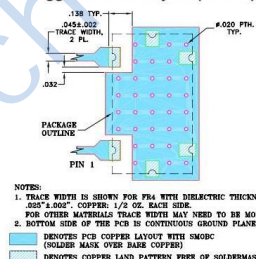 .138 TYP.
.045±.002
TRACE WIDTH,
2 PL.
ø.020 PTH.
TYP.
.032
PACKAGE
OUTLINE
PIN 1
NOTES:
1. TRACE WIDTH IS SHOWN FOR FR4 WITH DIELECTRIC THICKN
.025"±.002". COPPER: 1/2 OZ. EACH SIDE.
FOR OTHER MATERIALS TRACE WIDTH MAY NEED TO BE MO
2. BOTTOM SIDE OF THE PCB IS CONTINUOUS GROUND PLANE
DENOTES PCB COPPER LAYOUT WITH SMOBC
(SOLDER MASK OVER BARE COPPER)
DENOTES COPPER LAND PATTERN FREE OF SOLDERMAS